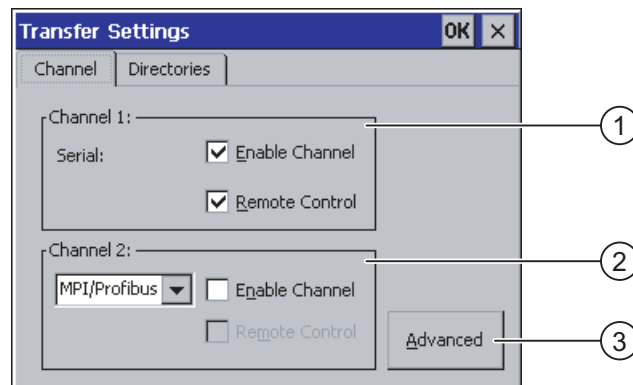 Transfer Settings OK ×
Channel Directories
Channel 1:
1
Serial: Enable Channel
Remote Control
Channel 2:
2
MPI/Profibus Enable Channel
Remote Control
Advanced
3